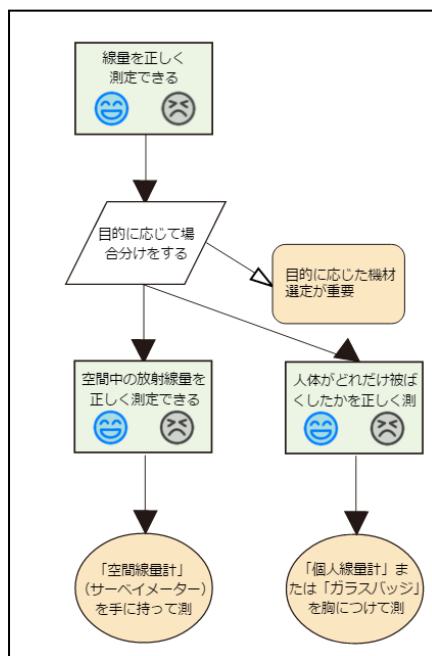 線量を正しく
測定できる
目的に応じて場
合分けをする
目的に応じた機材
選定が重要
空間中の放射線量を
正しく測定できる
人体がどれだけ被ば
くしたかを正しく測
「空間線量計」
（サーベイメーター）
を手に持って測
「個人線量計」ま
たは「ガラスバッジ」
を胸につけて測